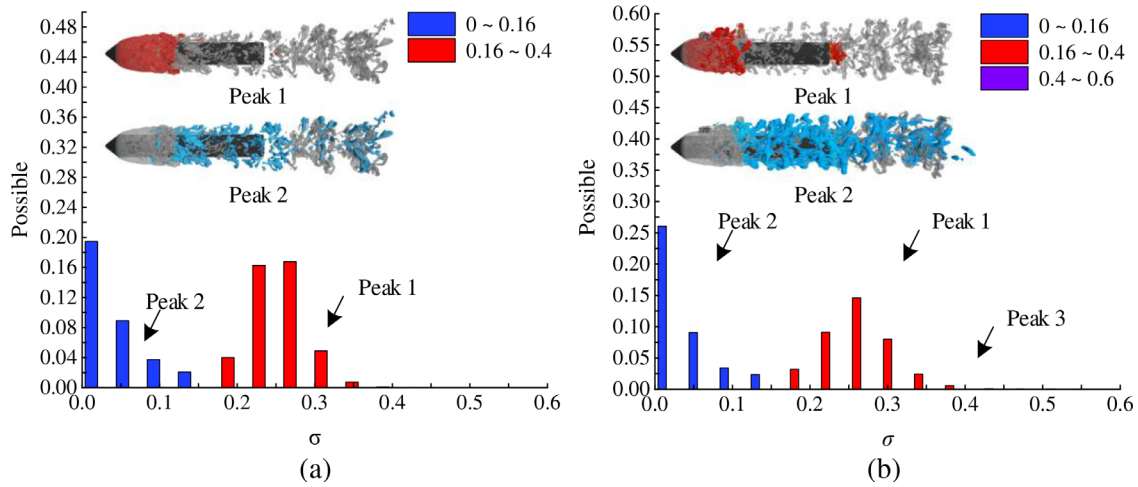 0.48
0.44
0.40
0.36
0.32
0.28
0.24
0.20
0.16
0.12
0.08
0.04
0.00
Possible
0 ~ 0.16
0.16 ~ 0.4
Peak 1
Peak 2
Peak 2
Peak 1
0.0 0.1 0.2 0.3 0.4 0.5 0.6
σ
(a)
0.60
0.55
0.50
0.45
0.40
0.35
0.30
0.25
0.20
0.15
0.10
0.05
0.00
Possible
0 ~ 0.16
0.16 ~ 0.4
0.4 ~ 0.6
Peak 1
Peak 2
Peak 2
Peak 1
Peak 3
0.0 0.1 0.2 0.3 0.4 0.5 0.6
σ
(b)